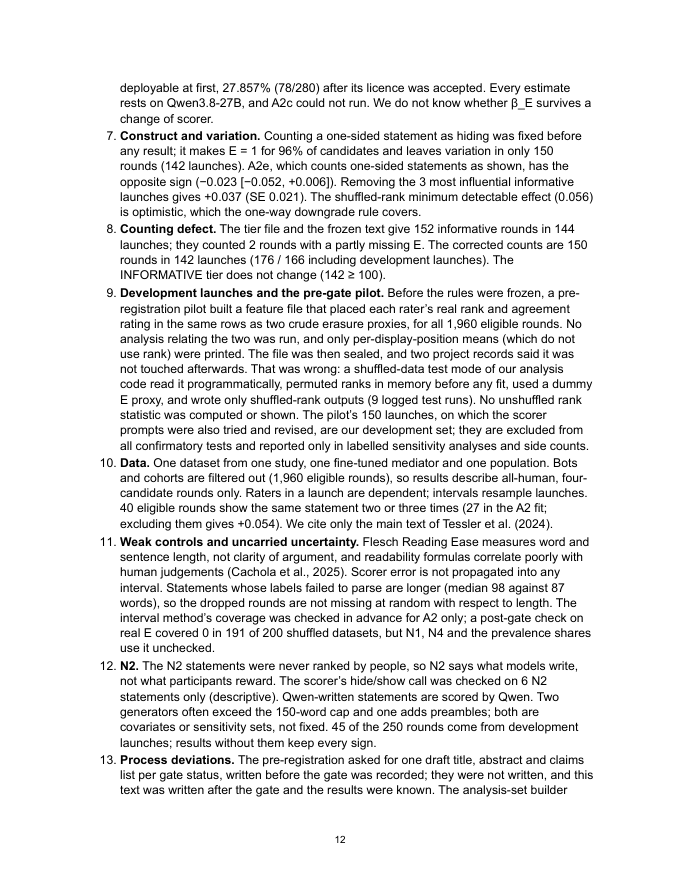 deployable at first, 27.857% (78/280) after its licence was accepted. Every estimate
rests on Qwen3.8-27B, and A2c could not run. We do not know whether β_E survives a
change of scorer.
7. Construct and variation. Counting a one-sided statement as hiding was fixed before
any result; it makes E = 1 for 96% of candidates and leaves variation in only 150
rounds (142 launches). A2e, which counts one-sided statements as shown, has the
opposite sign (−0.023 [−0.052, +0.006]). Removing the 3 most influential informative
launches gives +0.037 (SE 0.021). The shuffled-rank minimum detectable effect (0.056)
is optimistic, which the one-way downgrade rule covers.
8. Counting defect. The tier file and the frozen text give 152 informative rounds in 144
launches; they counted 2 rounds with a partly missing E. The corrected counts are 150
rounds in 142 launches (176 / 166 including development launches). The
INFORMATIVE tier does not change (142 ≥ 100).
9. Development launches and the pre-gate pilot. Before the rules were frozen, a pre-
registration pilot built a feature file that placed each rater's real rank and agreement
rating in the same rows as two crude erasure proxies, for all 1,960 eligible rounds. No
analysis relating the two was run, and only per-display-position means (which do not
use rank) were printed. The file was then sealed, and two project records said it was
not touched afterwards. That was wrong: a shuffled-data test mode of our analysis
code read it programmatically, permuted ranks in memory before any fit, used a dummy
E proxy, and wrote only shuffled-rank outputs (9 logged test runs). No unshuffled rank
statistic was computed or shown. The pilot's 150 launches, on which the scorer
prompts were also tried and revised, are our development set; they are excluded from
all confirmatory tests and reported only in labelled sensitivity analyses and side counts.
10. Data. One dataset from one study, one fine-tuned mediator and one population. Bots
and cohorts are filtered out (1,960 eligible rounds), so results describe all-human, four-
candidate rounds only. Raters in a launch are dependent; intervals resample launches.
40 eligible rounds show the same statement two or three times (27 in the A2 fit;
excluding them gives +0.054). We cite only the main text of Tessler et al. (2024).
11. Weak controls and uncarried uncertainty. Flesch Reading Ease measures word and
sentence length, not clarity of argument, and readability formulas correlate poorly with
human judgements (Cachola et al., 2025). Scorer error is not propagated into any
interval. Statements whose labels failed to parse are longer (median 98 against 87
words), so the dropped rounds are not missing at random with respect to length. The
interval method's coverage was checked in advance for A2 only; a post-gate check on
real E covered 0 in 191 of 200 shuffled datasets, but N1, N4 and the prevalence shares
use it unchecked.
12. N2. The N2 statements were never ranked by people, so N2 says what models write,
not what participants reward. The scorer's hide/show call was checked on 6 N2
statements only (descriptive). Qwen-written statements are scored by Qwen. Two
generators often exceed the 150-word cap and one adds preambles; both are
covariates or sensitivity sets, not fixed. 45 of the 250 rounds come from development
launches; results without them keep every sign.
13. Process deviations. The pre-registration asked for one draft title, abstract and claims
list per gate status, written before the gate was recorded; they were not written, and this
text was written after the gate and the results were known. The analysis-set builder
12